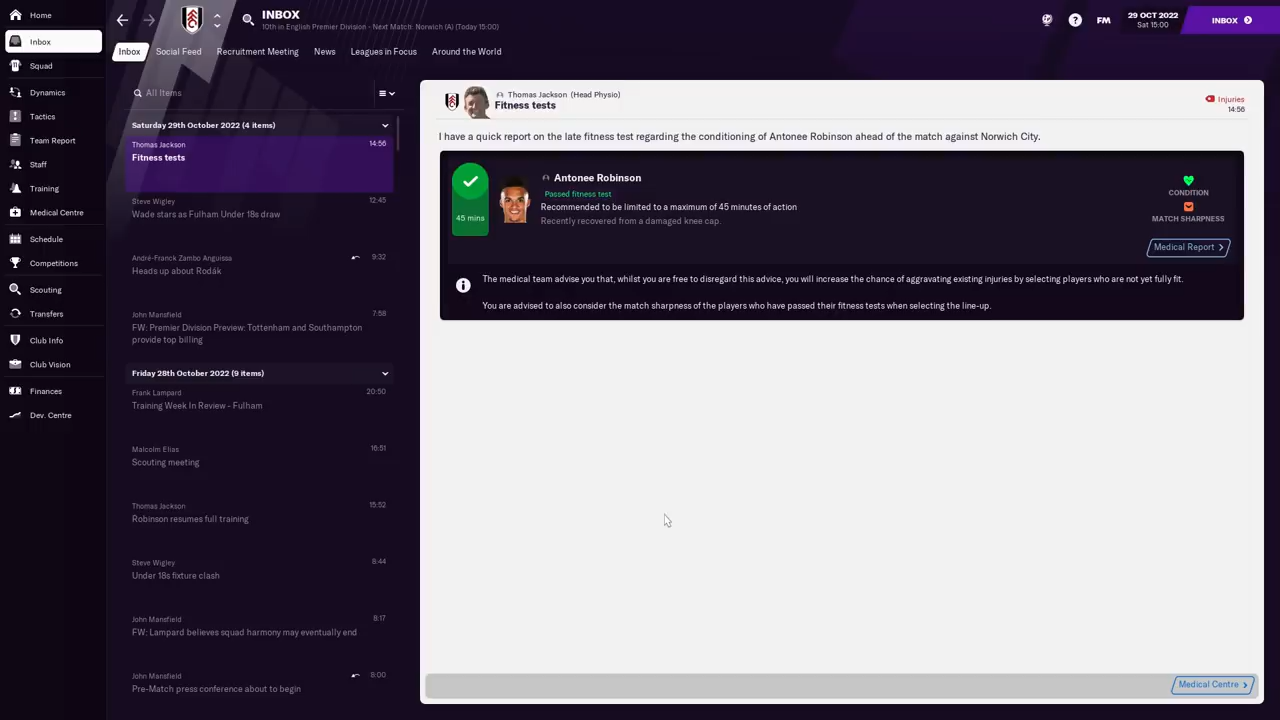 Home
Inbox
Squad
Dynamics
Tactics
Team Report
Staff
Training
Medical Centre
Schedule
Competitions
Scouting
Transfers
Club Info
Club Vision
Finances
Dev. Centre
INBOX
10th in English Premier Division - Next Match: Norwich (A) (Today 15:00)
FM
29 OCT 2022
Sat 15:00
INBOX
Inbox
Social Feed
Recruitment Meeting
News
Leagues in Focus
Around the World
All Items
Saturday 29th October 2022 (4 items)
Thomas Jackson 14:56
Fitness tests
Steve Wigley 12:45
Wade stars as Fulham Under 18s draw
André-Franck Zambo Anguissa 9:32
Heads up about Rodák
John Mansfield 7:58
FW: Premier Division Preview: Tottenham and Southampton
provide top billing
Friday 28th October 2022 (9 items)
Frank Lampard 20:50
Training Week In Review - Fulham
Malcolm Elias 16:51
Scouting meeting
Thomas Jackson 15:52
Robinson resumes full training
Steve Wigley 8:44
Under 18s fixture clash
John Mansfield 8:17
FW: Lampard believes squad harmony may eventually end
John Mansfield 8:00
Pre-Match press conference about to begin
Thomas Jackson (Head Physio)
Fitness tests
Injuries
14:56
I have a quick report on the late fitness test regarding the conditioning of Antonee Robinson ahead of the match against Norwich City.
45 mins
Antonee Robinson
Passed fitness test
Recommended to be limited to a maximum of 45 minutes of action
Recently recovered from a damaged knee cap.
CONDITION
MATCH SHARPNESS
Medical Report
The medical team advise you that, whilst you are free to disregard this advice, you will increase the chance of aggravating existing injuries by selecting players who are not yet fully fit.
You are advised to also consider the match sharpness of the players who have passed their fitness tests when selecting the line-up.
Medical Centre